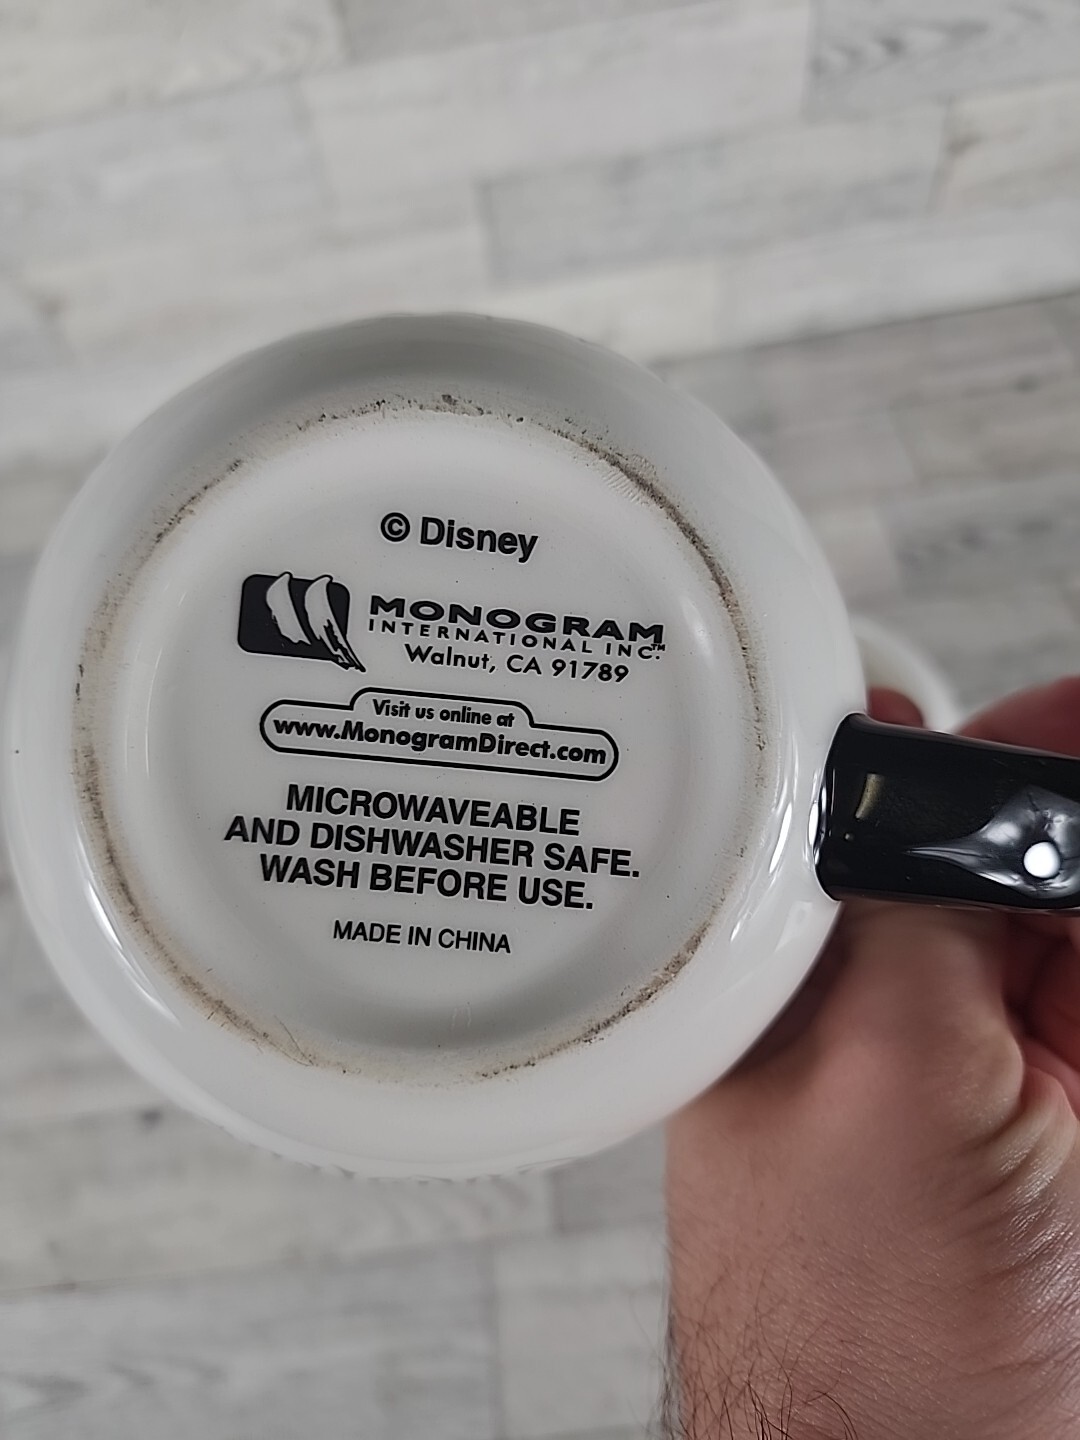 © Disney
MONOGRAM
INTERNATIONAL INC.™
Walnut, CA 91789
Visit us online at
www.MonogramDirect.com
MICROWAVEABLE
AND DISHWASHER SAFE.
WASH BEFORE USE.
MADE IN CHINA